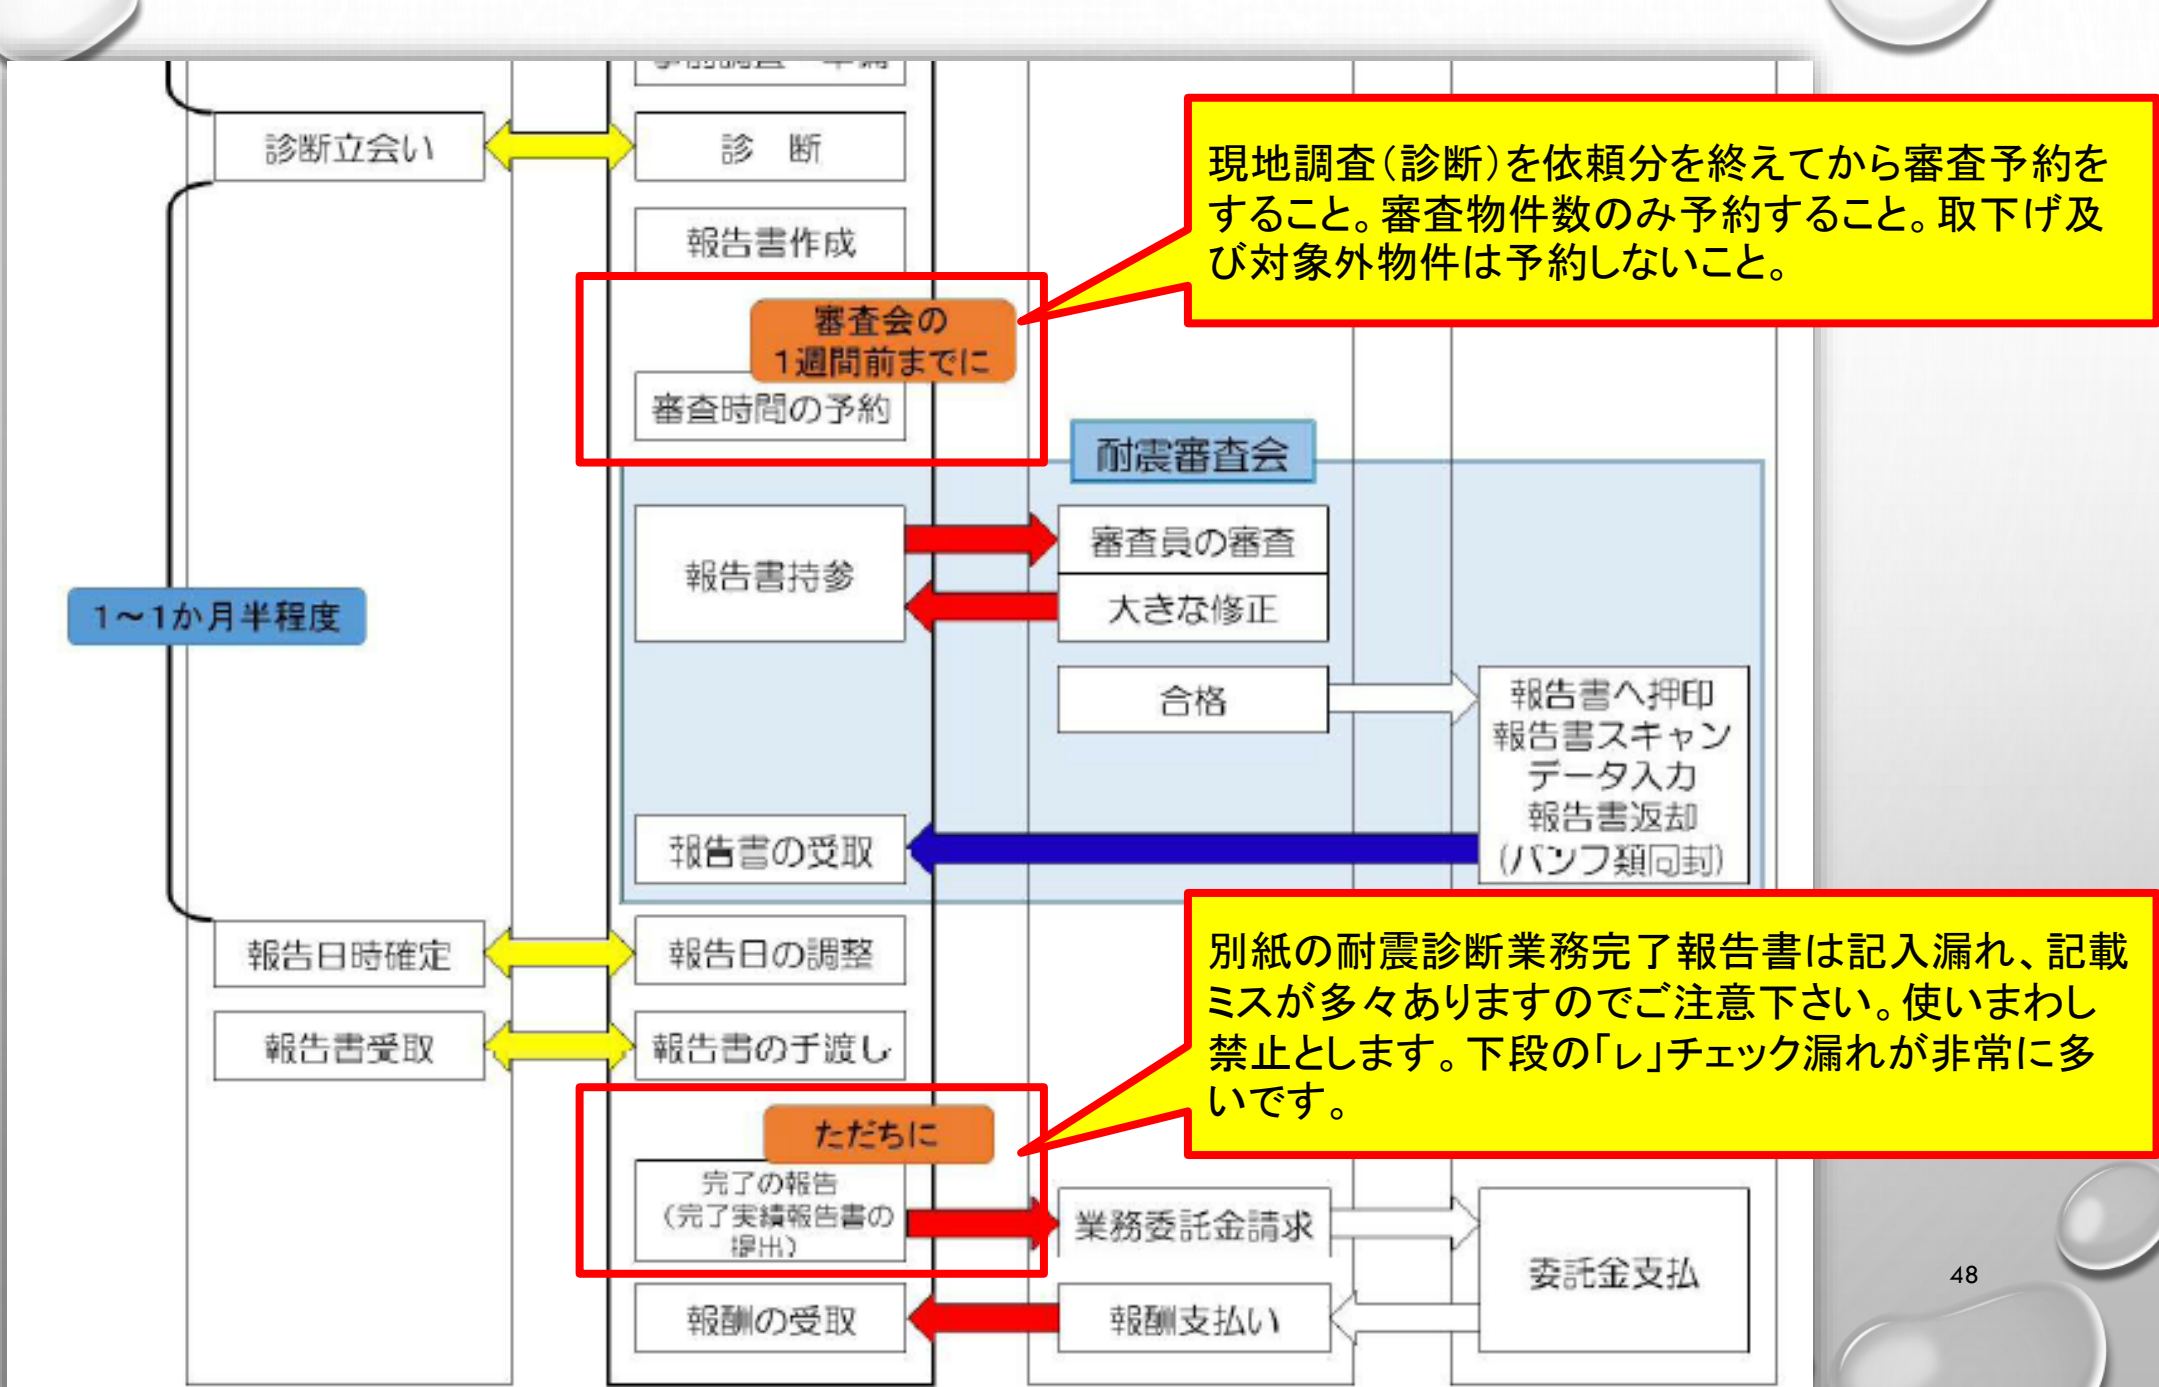 事前調査・準備
診断立会い
診　断
現地調査(診断)を依頼分を終えてから審査予約を
すること。審査物件数のみ予約すること。取下げ及
び対象外物件は予約しないこと。
報告書作成
審査会の
1週間前までに
審査時間の予約
耐震審査会
報告書持参
審査員の審査
大きな修正
1～1か月半程度
合格
報告書へ押印
報告書スキャン
データ入力
報告書返却
(パンフ類同封)
報告書の受取
報告日時確定
報告日の調整
別紙の耐震診断業務完了報告書は記入漏れ、記載
ミスが多々ありますのでご注意下さい。使いまわし
禁止とします。下段の「レ」チェック漏れが非常に多
いです。
報告書受取
報告書の手渡し
ただちに
完了の報告
(完了実績報告書の
提出)
業務委託金請求
委託金支払
報酬の受取
報酬支払い
48